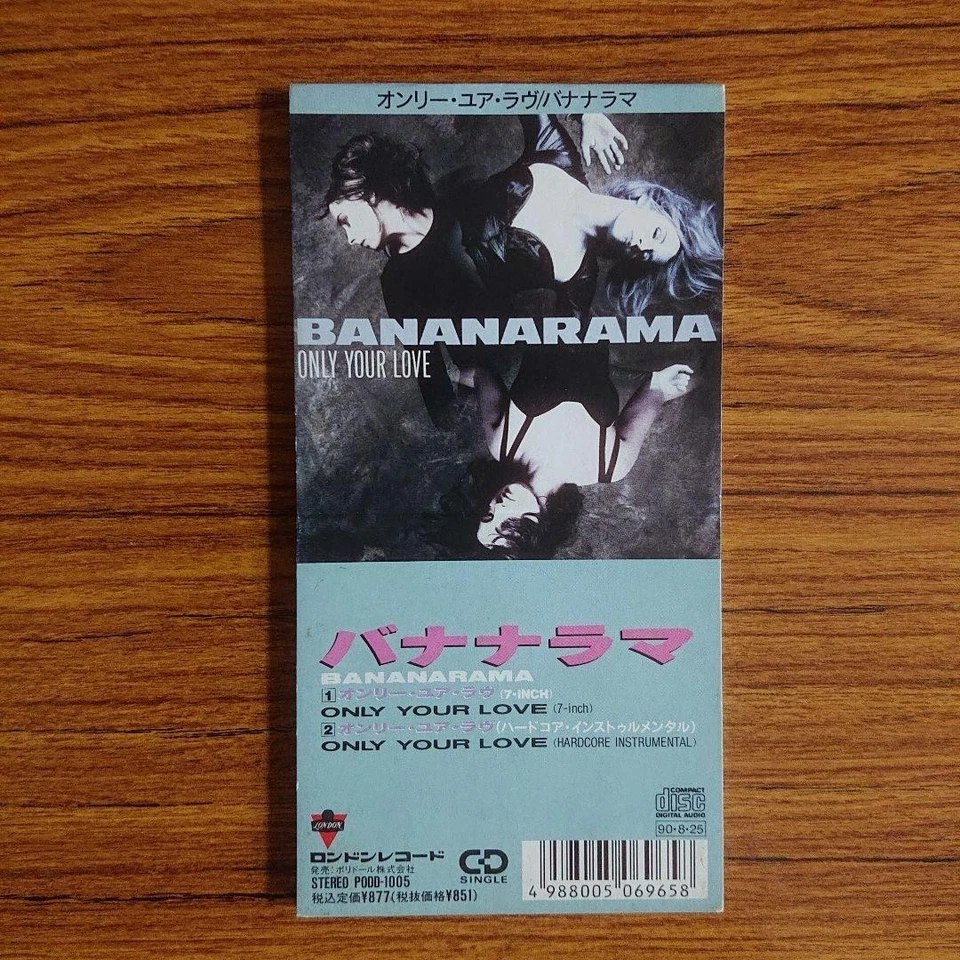 オンリー・ユア・ラヴ/バナナラマ
BANANARAMA
ONLY YOUR LOVE
バナナラマ
BANANARAMA
1 オンリー・ユア・ラヴ (7-INCH)
ONLY YOUR LOVE (7-inch)
2 オンリー・ユア・ラヴ(ハードコア・インストゥルメンタル)
ONLY YOUR LOVE (HARDCORE INSTRUMENTAL)
COMPACT
disc
DIGITAL AUDIO
90・8・25
LONDON
ロンドンレコード
発売:ポリドール株式会社
STEREO PODD-1005
税込定価¥877(税抜価格¥851)
CD
SINGLE
4 988005 069658